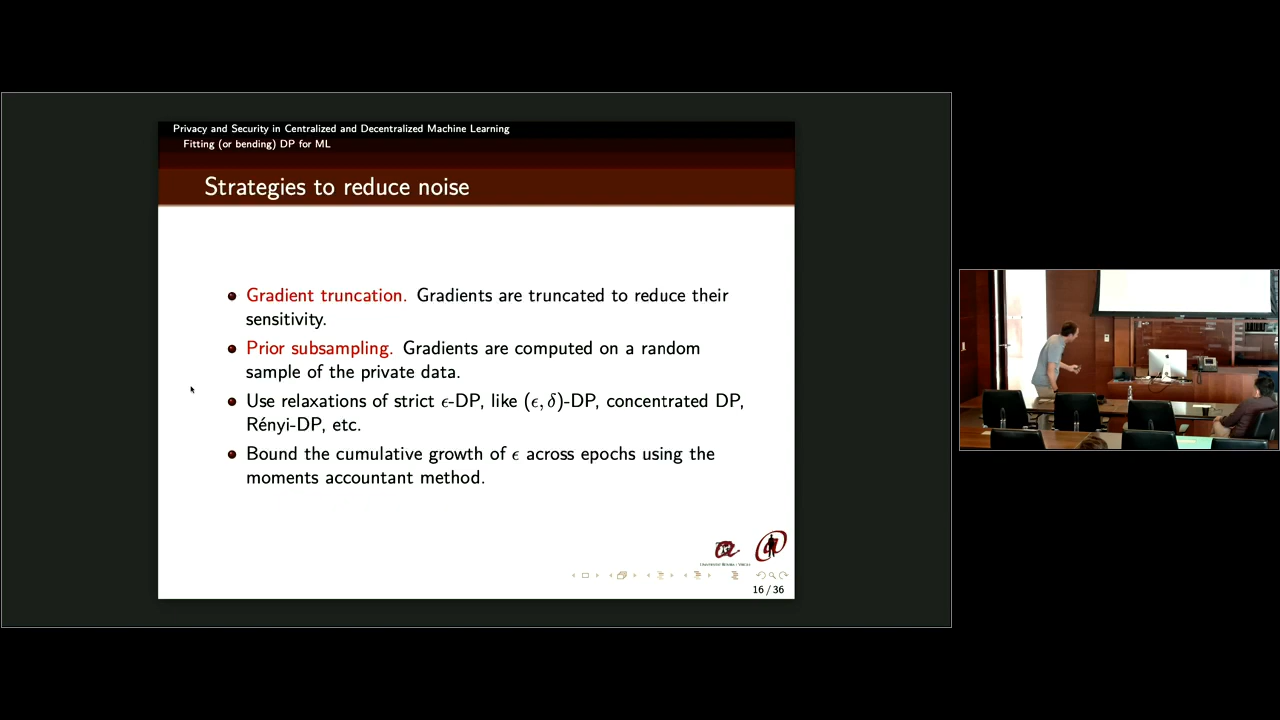 Privacy and Security in Centralized and Decentralized Machine Learning
Fitting (or bending) DP for ML
Strategies to reduce noise
Gradient truncation. Gradients are truncated to reduce their
sensitivity.
Prior subsampling. Gradients are computed on a random
sample of the private data.
Use relaxations of strict ϵ-DP, like (ϵ, δ)-DP, concentrated DP,
Rényi-DP, etc.
Bound the cumulative growth of ϵ across epochs using the
moments accountant method.
16 / 36